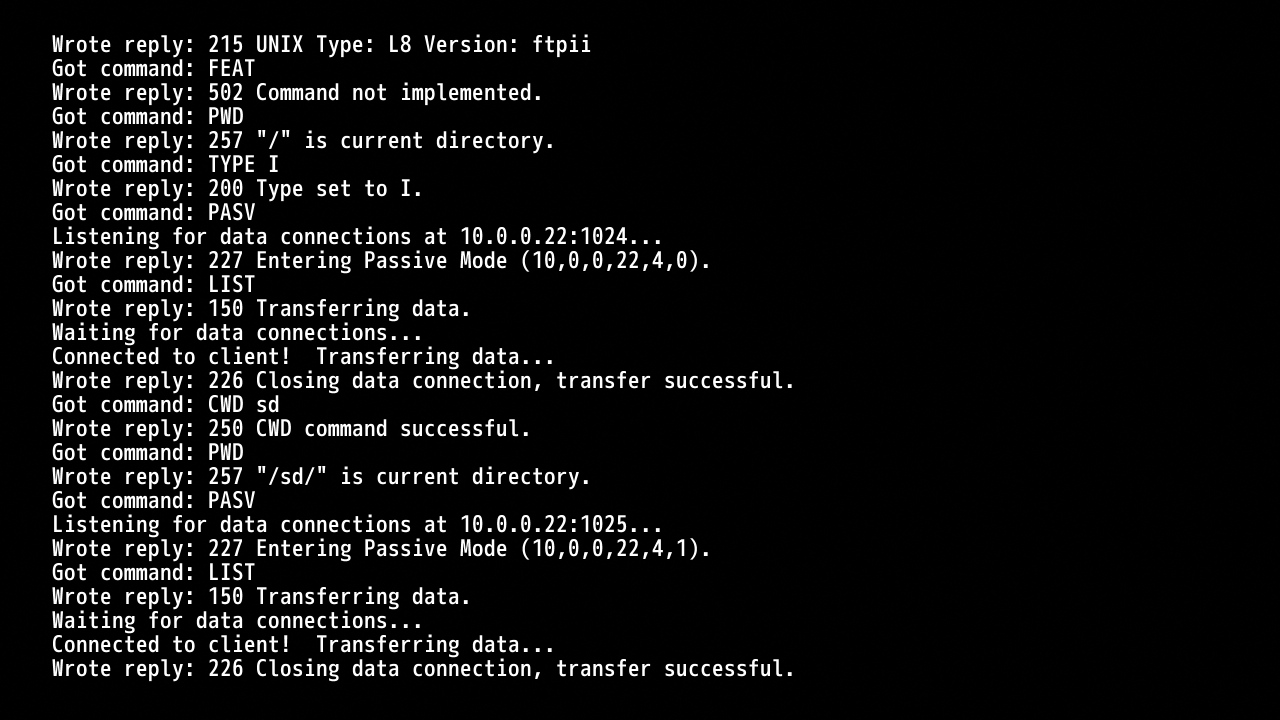 Wrote reply: 215 UNIX Type: L8 Version: ftpii
Got command: FEAT
Wrote reply: 502 Command not implemented.
Got command: PWD
Wrote reply: 257 "/" is current directory.
Got command: TYPE I
Wrote reply: 200 Type set to I.
Got command: PASV
Listening for data connections at 10.0.0.22:1024...
Wrote reply: 227 Entering Passive Mode (10,0,0,22,4,0).
Got command: LIST
Wrote reply: 150 Transferring data.
Waiting for data connections...
Connected to client!  Transferring data...
Wrote reply: 226 Closing data connection, transfer successful.
Got command: CWD sd
Wrote reply: 250 CWD command successful.
Got command: PWD
Wrote reply: 257 "/sd/" is current directory.
Got command: PASV
Listening for data connections at 10.0.0.22:1025...
Wrote reply: 227 Entering Passive Mode (10,0,0,22,4,1).
Got command: LIST
Wrote reply: 150 Transferring data.
Waiting for data connections...
Connected to client!  Transferring data...
Wrote reply: 226 Closing data connection, transfer successful.